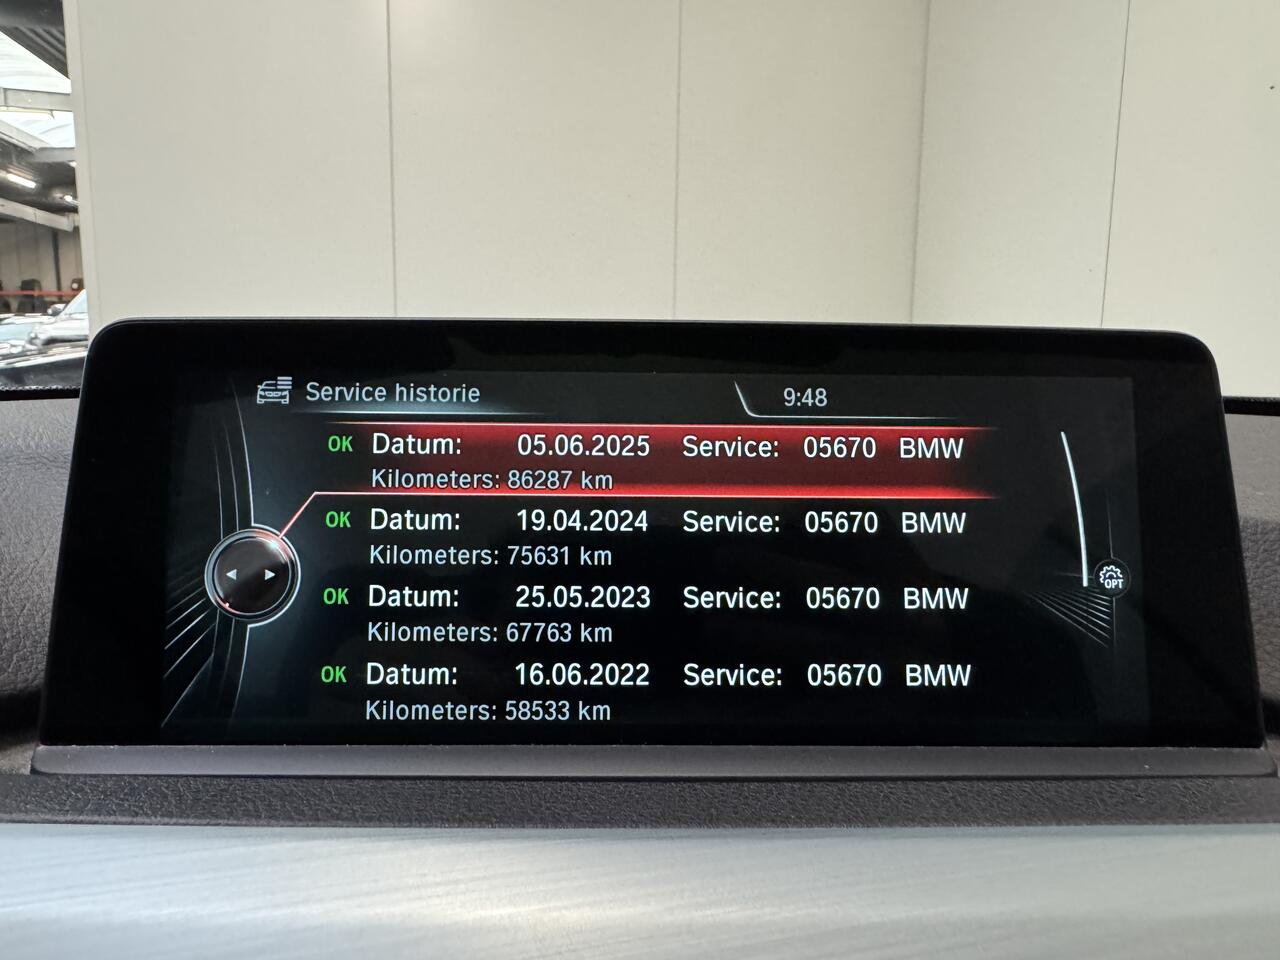 Service historie
9:48
OK Datum: 05.06.2025 Service: 05670 BMW
Kilometers: 86287 km
OK Datum: 19.04.2024 Service: 05670 BMW
Kilometers: 75631 km
OK Datum: 25.05.2023 Service: 05670 BMW
Kilometers: 67763 km
OPT
OK Datum: 16.06.2022 Service: 05670 BMW
Kilometers: 58533 km